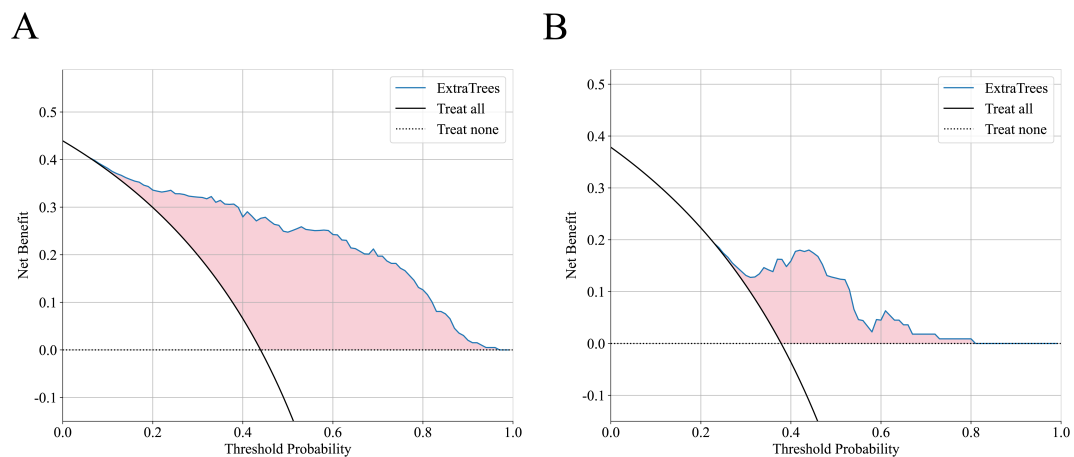 A
ExtraTrees
Treat all
Treat none
0.5
0.4
0.3
0.2
0.1
0.0
-0.1
Net Benefit
0.0 0.2 0.4 0.6 0.8 1.0
Threshold Probability
B
ExtraTrees
Treat all
Treat none
0.5
0.4
0.3
0.2
0.1
0.0
-0.1
Net Benefit
0.0 0.2 0.4 0.6 0.8 1.0
Threshold Probability